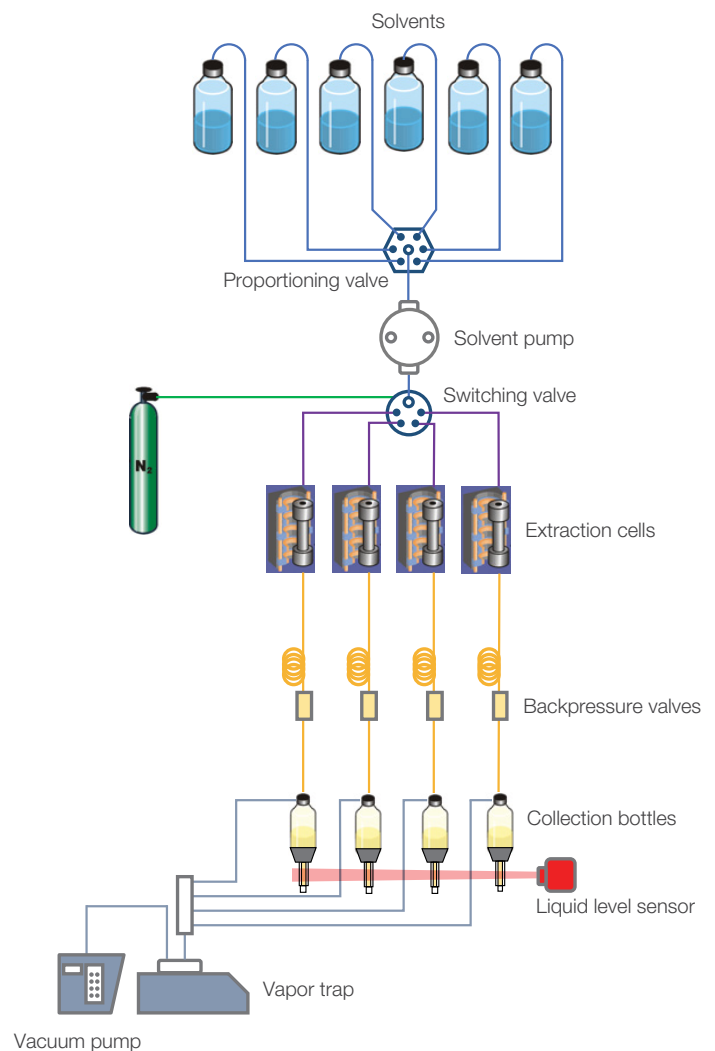 Solvents
Proportioning valve
Solvent pump
Switching valve
N2
Extraction cells
Backpressure valves
Collection bottles
Liquid level sensor
Vapor trap
Vacuum pump